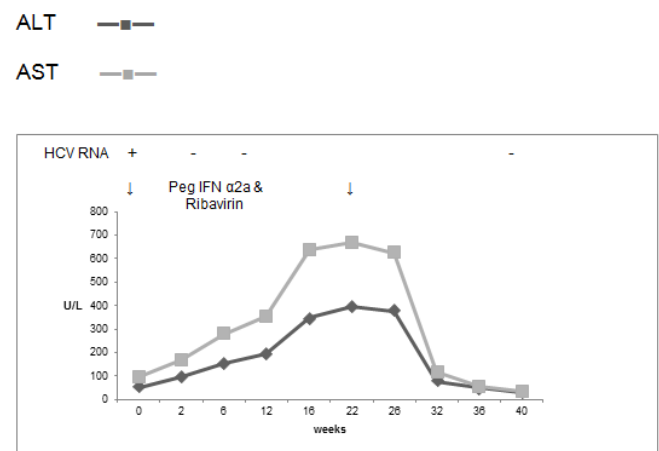 ALT
AST
HCV RNA + - - -
↓ Peg IFN α2a & ↓
Ribavirin
800
700
600
500
U/L 400
300
200
100
0
0 2 6 12 16 22 26 32 36 40
weeks